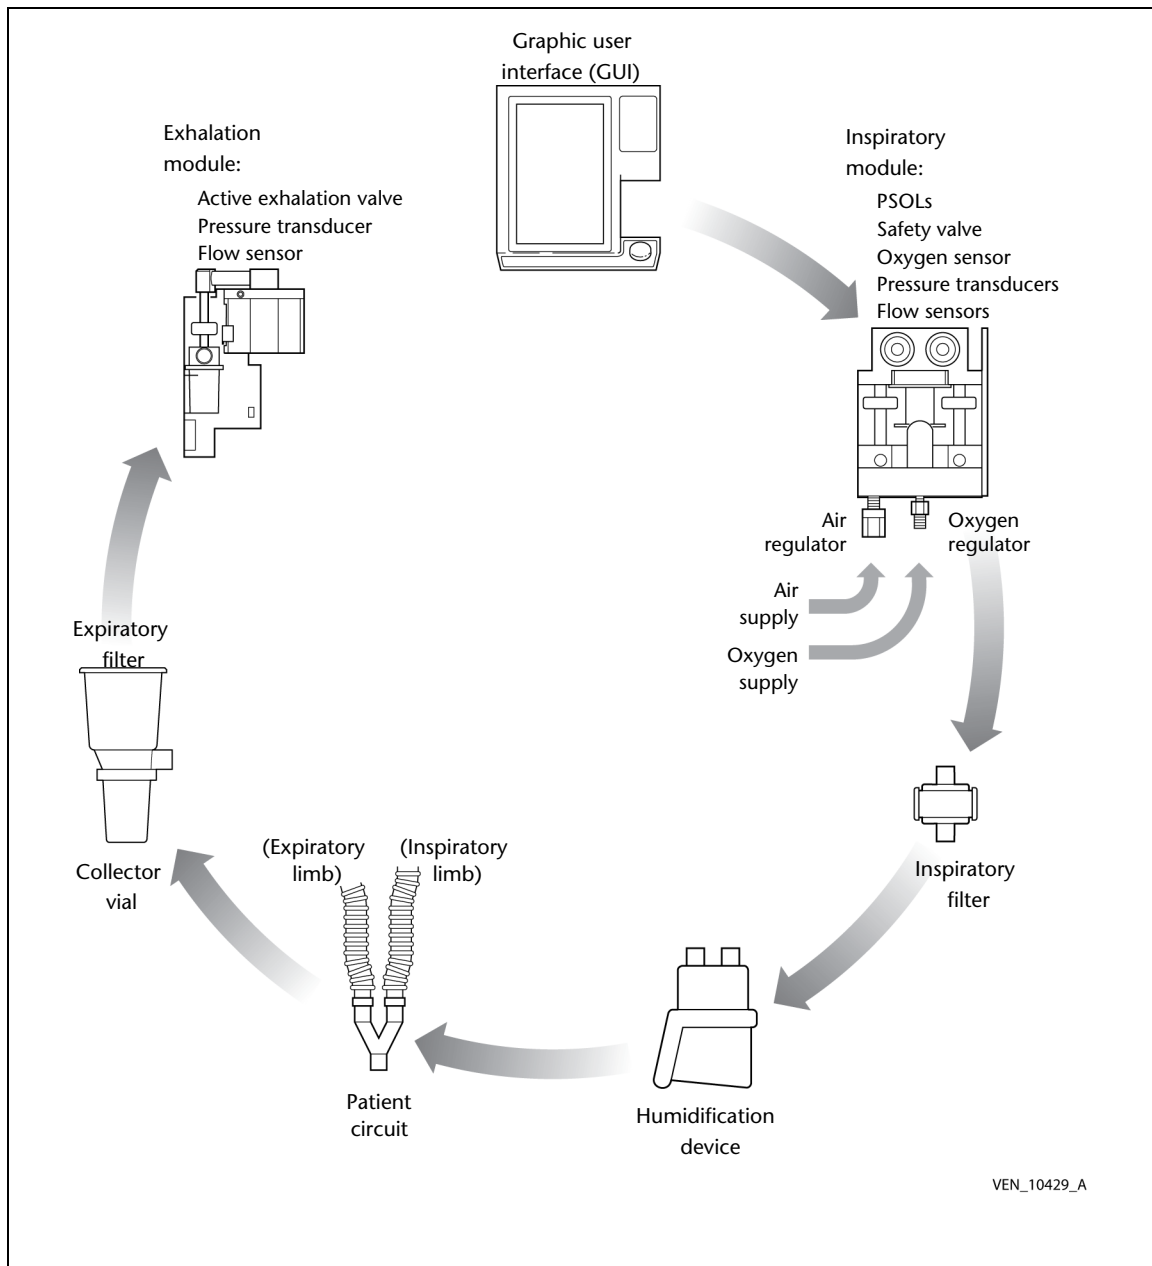 Graphic user
interface (GUI)
Exhalation
module:
Active exhalation valve
Pressure transducer
Flow sensor
Inspiratory
module:
PSOLs
Safety valve
Oxygen sensor
Pressure transducers
Flow sensors
Air
regulator
Oxygen
regulator
Air
supply
Oxygen
supply
Expiratory
filter
Collector
vial
(Expiratory
limb)
(Inspiratory
limb)
Inspiratory
filter
Patient
circuit
Humidification
device
VEN_10429_A